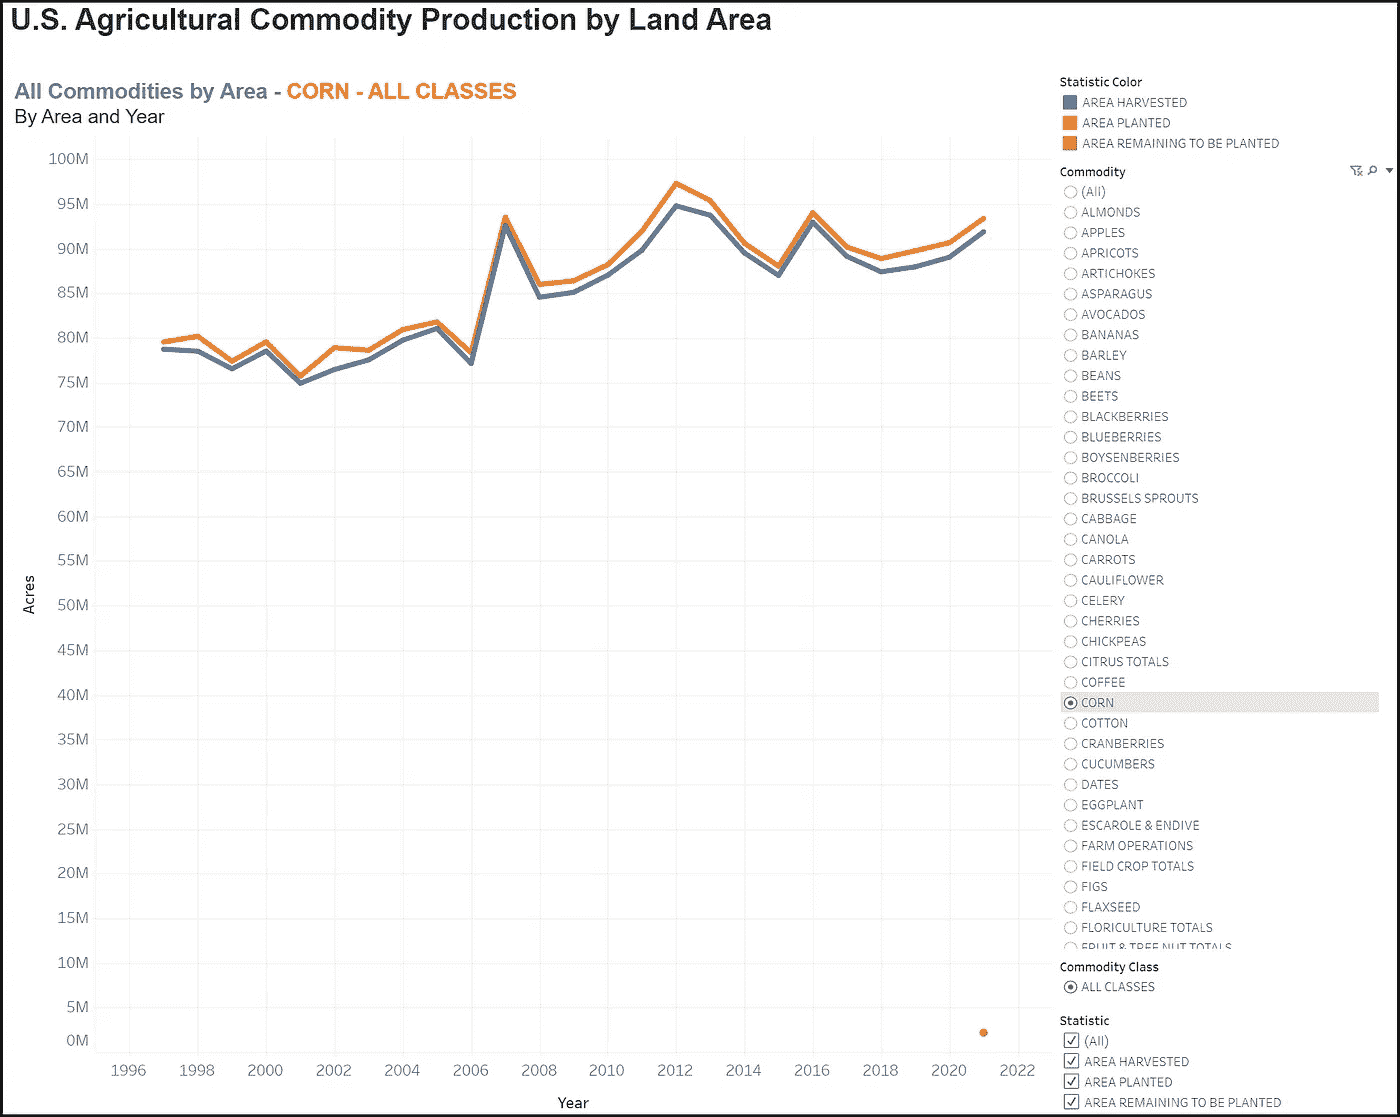 U.S. Agricultural Commodity Production by Land Area
All Commodities by Area - CORN - ALL CLASSES
By Area and Year
100M
95M
90M
85M
80M
75M
70M
65M
60M
55M
50M
45M
40M
35M
30M
25M
20M
15M
10M
5M
0M
Acres
1996 1998 2000 2002 2004 2006 2008 2010 2012 2014 2016 2018 2020 2022
Year
Statistic Color
AREA HARVESTED
AREA PLANTED
AREA REMAINING TO BE PLANTED
Commodity
(All)
ALMONDS
APPLES
APRICOTS
ARTICHOKES
ASPARAGUS
AVOCADOS
BANANAS
BARLEY
BEANS
BEETS
BLACKBERRIES
BLUEBERRIES
BOYSENBERRIES
BROCCOLI
BRUSSELS SPROUTS
CABBAGE
CANOLA
CARROTS
CAULIFLOWER
CELERY
CHERRIES
CHICKPEAS
CITRUS TOTALS
COFFEE
CORN
COTTON
CRANBERRIES
CUCUMBERS
DATES
EGGPLANT
ESCAROLE & ENDIVE
FARM OPERATIONS
FIELD CROP TOTALS
FIGS
FLAXSEED
FLORICULTURE TOTALS
FRUIT & TREE NUT TOTALS
Commodity Class
ALL CLASSES
Statistic
(All)
AREA HARVESTED
AREA PLANTED
AREA REMAINING TO BE PLANTED